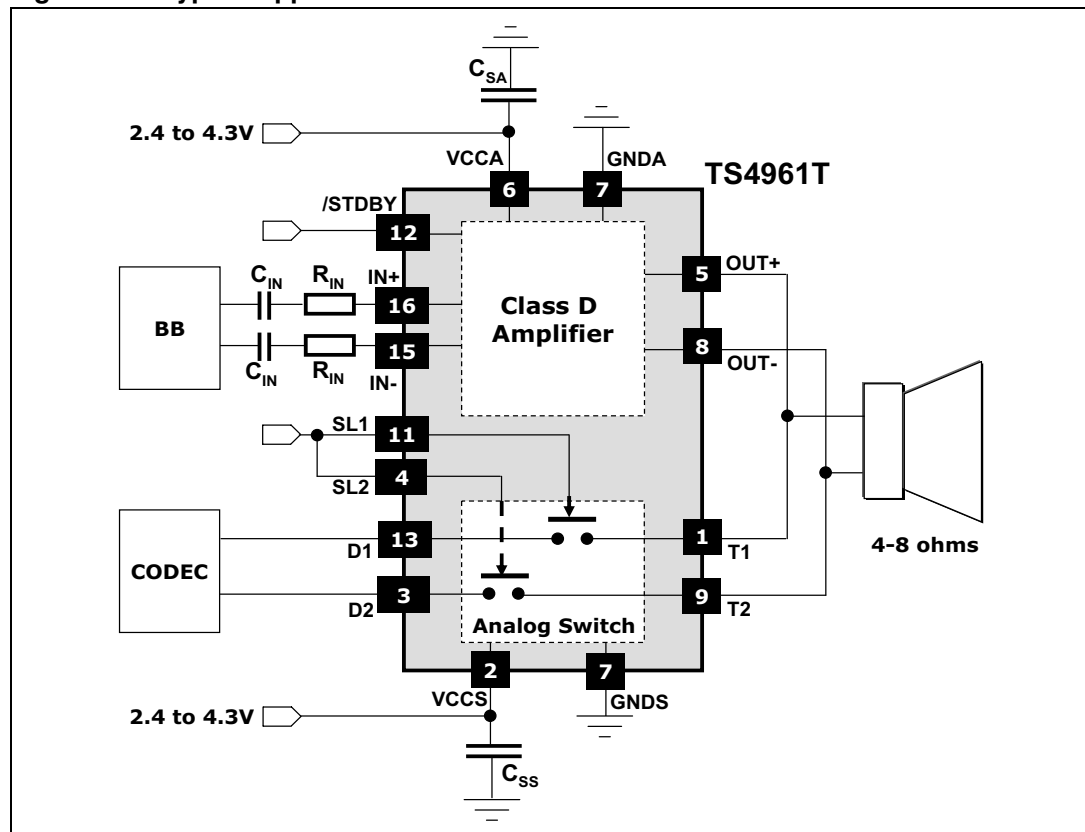 C_SA
2.4 to 4.3V
VCCA
GNDA
TS4961T
6
7
/STDBY
12
5
OUT+
C_IN
R_IN
IN+
16
BB
Class D
Amplifier
15
8
OUT-
C_IN
R_IN
IN-
SL1
11
4
SL2
13
1
D1
T1
4-8 ohms
CODEC
3
9
D2
T2
Analog Switch
2
7
VCCS
GNDS
2.4 to 4.3V
C_SS